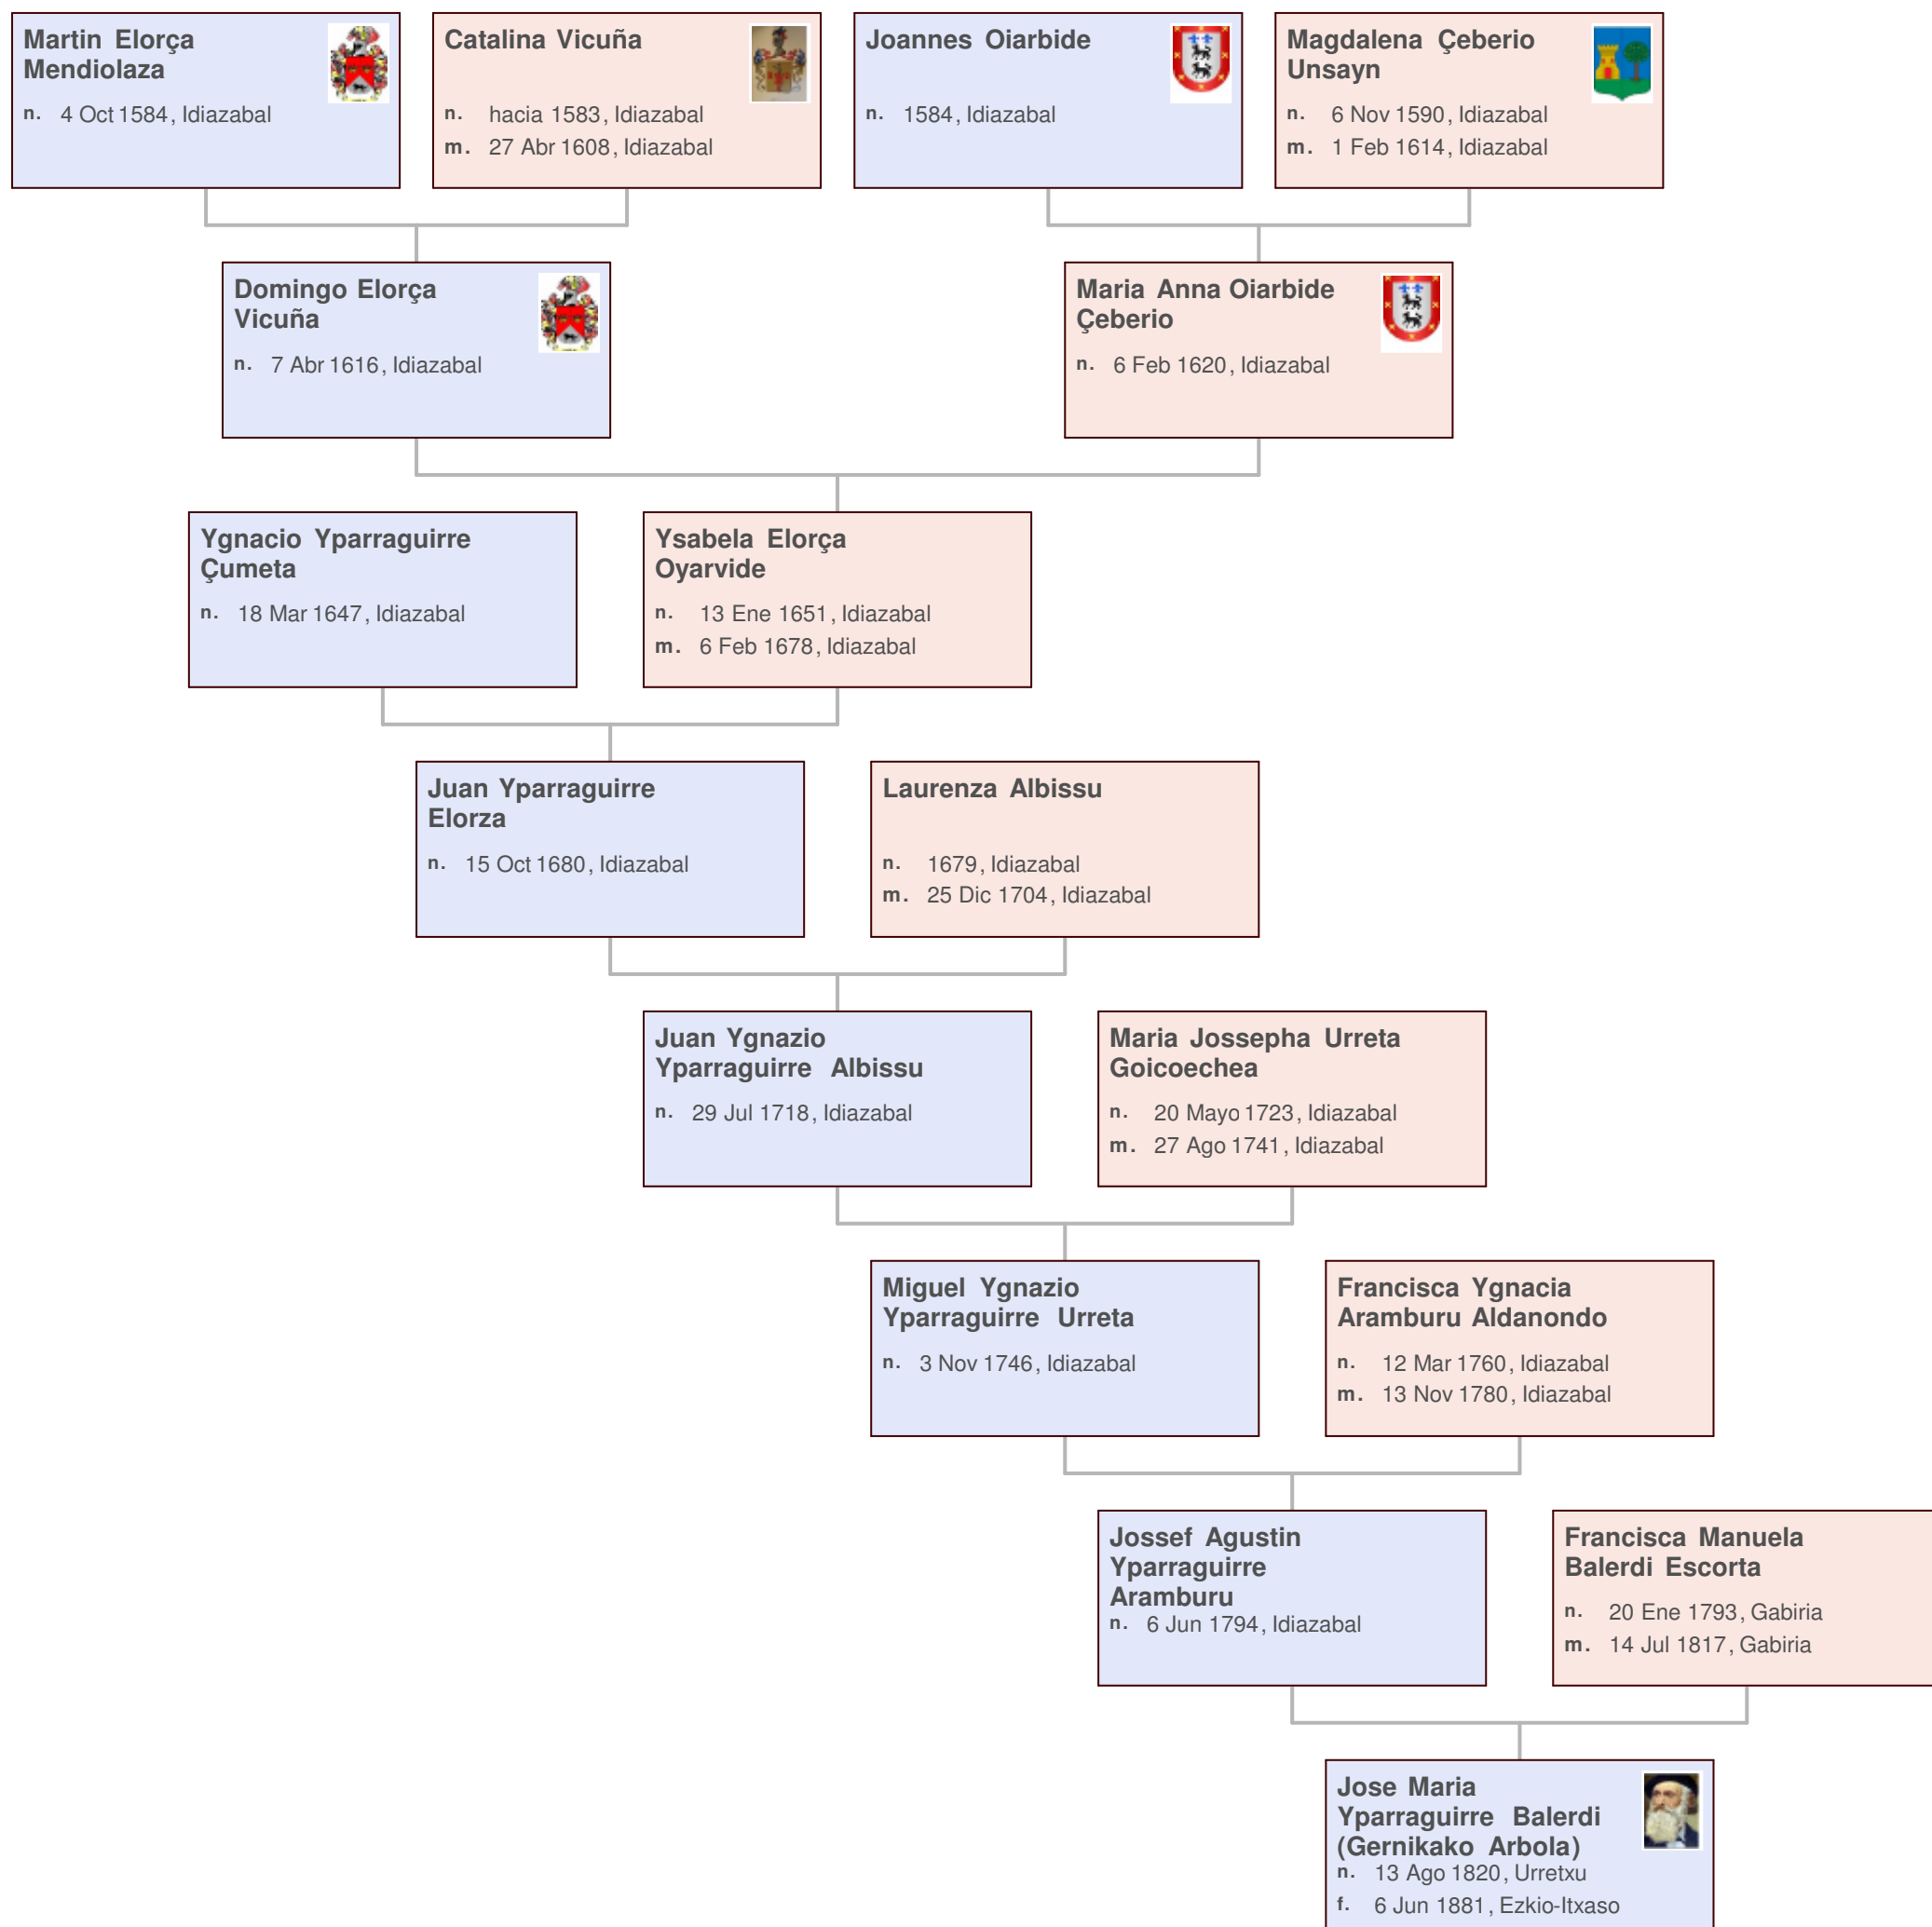 Martin Elorça
Mendiolaza
n. 4 Oct 1584, Idiazabal
Catalina Vicuña
n. hacia 1583, Idiazabal
m. 27 Abr 1608, Idiazabal
Joannes Oiarbide
n. 1584, Idiazabal
Magdalena Çeberio
Unsayn
n. 6 Nov 1590, Idiazabal
m. 1 Feb 1614, Idiazabal
Domingo Elorça
Vicuña
n. 7 Abr 1616, Idiazabal
Maria Anna Oiarbide
Çeberio
n. 6 Feb 1620, Idiazabal
Ygnacio Yparraguirre
Çumeta
n. 18 Mar 1647, Idiazabal
Ysabela Elorça
Oyarvide
n. 13 Ene 1651, Idiazabal
m. 6 Feb 1678, Idiazabal
Juan Yparraguirre
Elorza
n. 15 Oct 1680, Idiazabal
Laurenza Albissu
n. 1679, Idiazabal
m. 25 Dic 1704, Idiazabal
Juan Ygnazio
Yparraguirre Albissu
n. 29 Jul 1718, Idiazabal
Maria Jossepha Urreta
Goicoechea
n. 20 Mayo 1723, Idiazabal
m. 27 Ago 1741, Idiazabal
Miguel Ygnazio
Yparraguirre Urreta
n. 3 Nov 1746, Idiazabal
Francisca Ygnacia
Aramburu Aldanondo
n. 12 Mar 1760, Idiazabal
m. 13 Nov 1780, Idiazabal
Jossef Agustin
Yparraguirre
Aramburu
n. 6 Jun 1794, Idiazabal
Francisca Manuela
Balerdi Escorta
n. 20 Ene 1793, Gabiria
m. 14 Jul 1817, Gabiria
Jose Maria
Yparraguirre Balerdi
(Gernikako Arbola)
n. 13 Ago 1820, Urretxu
f. 6 Jun 1881, Ezkio-Itxaso